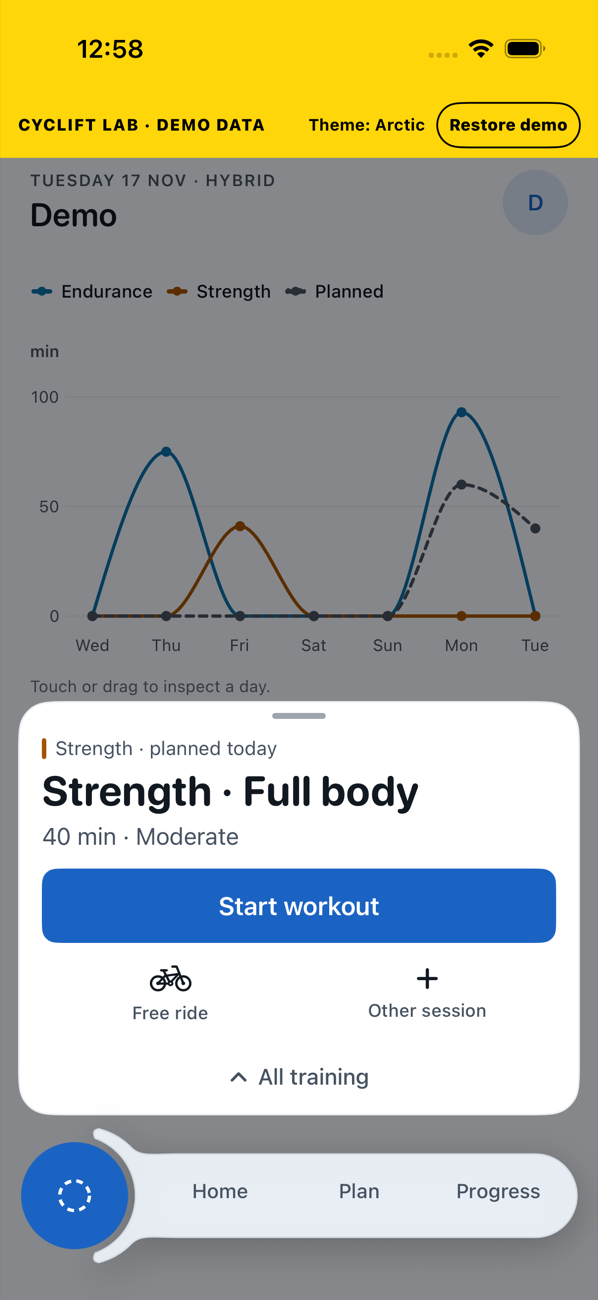 12:58
CYCLIFT LAB · DEMO DATA Theme: Arctic Restore demo
TUESDAY 17 NOV · HYBRID
Demo
D
Endurance Strength Planned
min
100
50
0
Wed Thu Fri Sat Sun Mon Tue
Touch or drag to inspect a day.
Strength · planned today
Strength · Full body
40 min · Moderate
Start workout
Free ride Other session
All training
Home Plan Progress